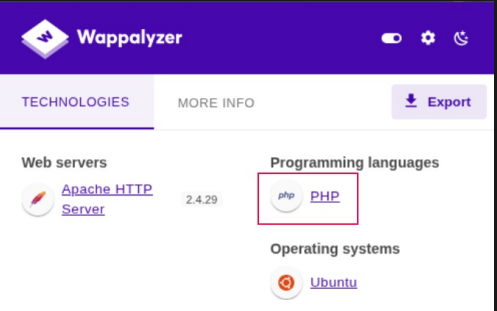 Wappalyzer
TECHNOLOGIES
MORE INFO
Export
Web servers
Apache HTTP
Server
2.4.29
Programming languages
php
PHP
Operating systems
Ubuntu